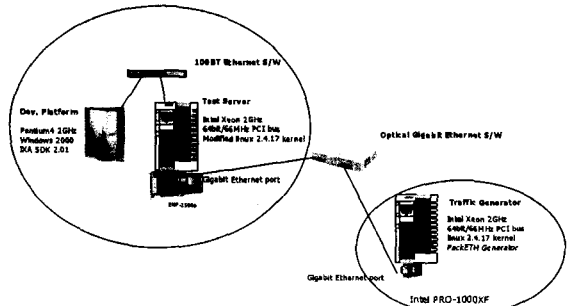 100BT Ethernet S/W
Dev. Platform
Pentium4 2GHz
Windows 2000
IXA SDK 2.01
Test Server
Intel Xeon 2GHz
64bit/66MHz PCI bus
Modified linux 2.4.17 kernel
Gigabit Ethernet port
Optical Gigabit Ethernet S/W
Traffic Generator
Intel Xeon 2GHz
64bit/66MHz PCI bus
linux 2.4.17 kernel
PackETH Generator
Gigabit Ethernet port
Intel PRO-1000XF